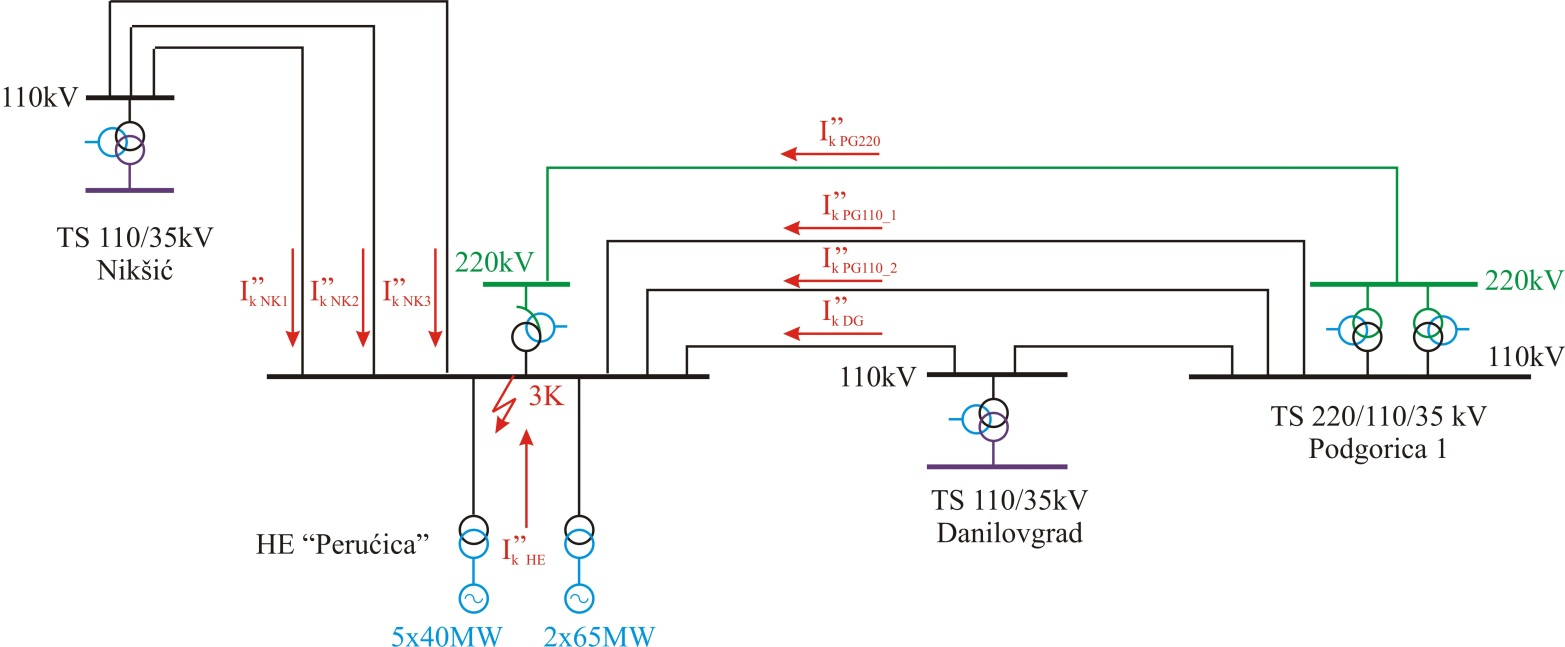 110kV
TS 110/35kV
Nikšić
I”k NK1
I”k NK2
I”k NK3
220kV
I”k PG220
I”k PG110_1
I”k PG110_2
I”k DG
220kV
110kV
110kV
3K
TS 220/110/35 kV
Podgorica 1
TS 110/35kV
Danilovgrad
HE “Perućica”
I”k HE
5x40MW
2x65MW